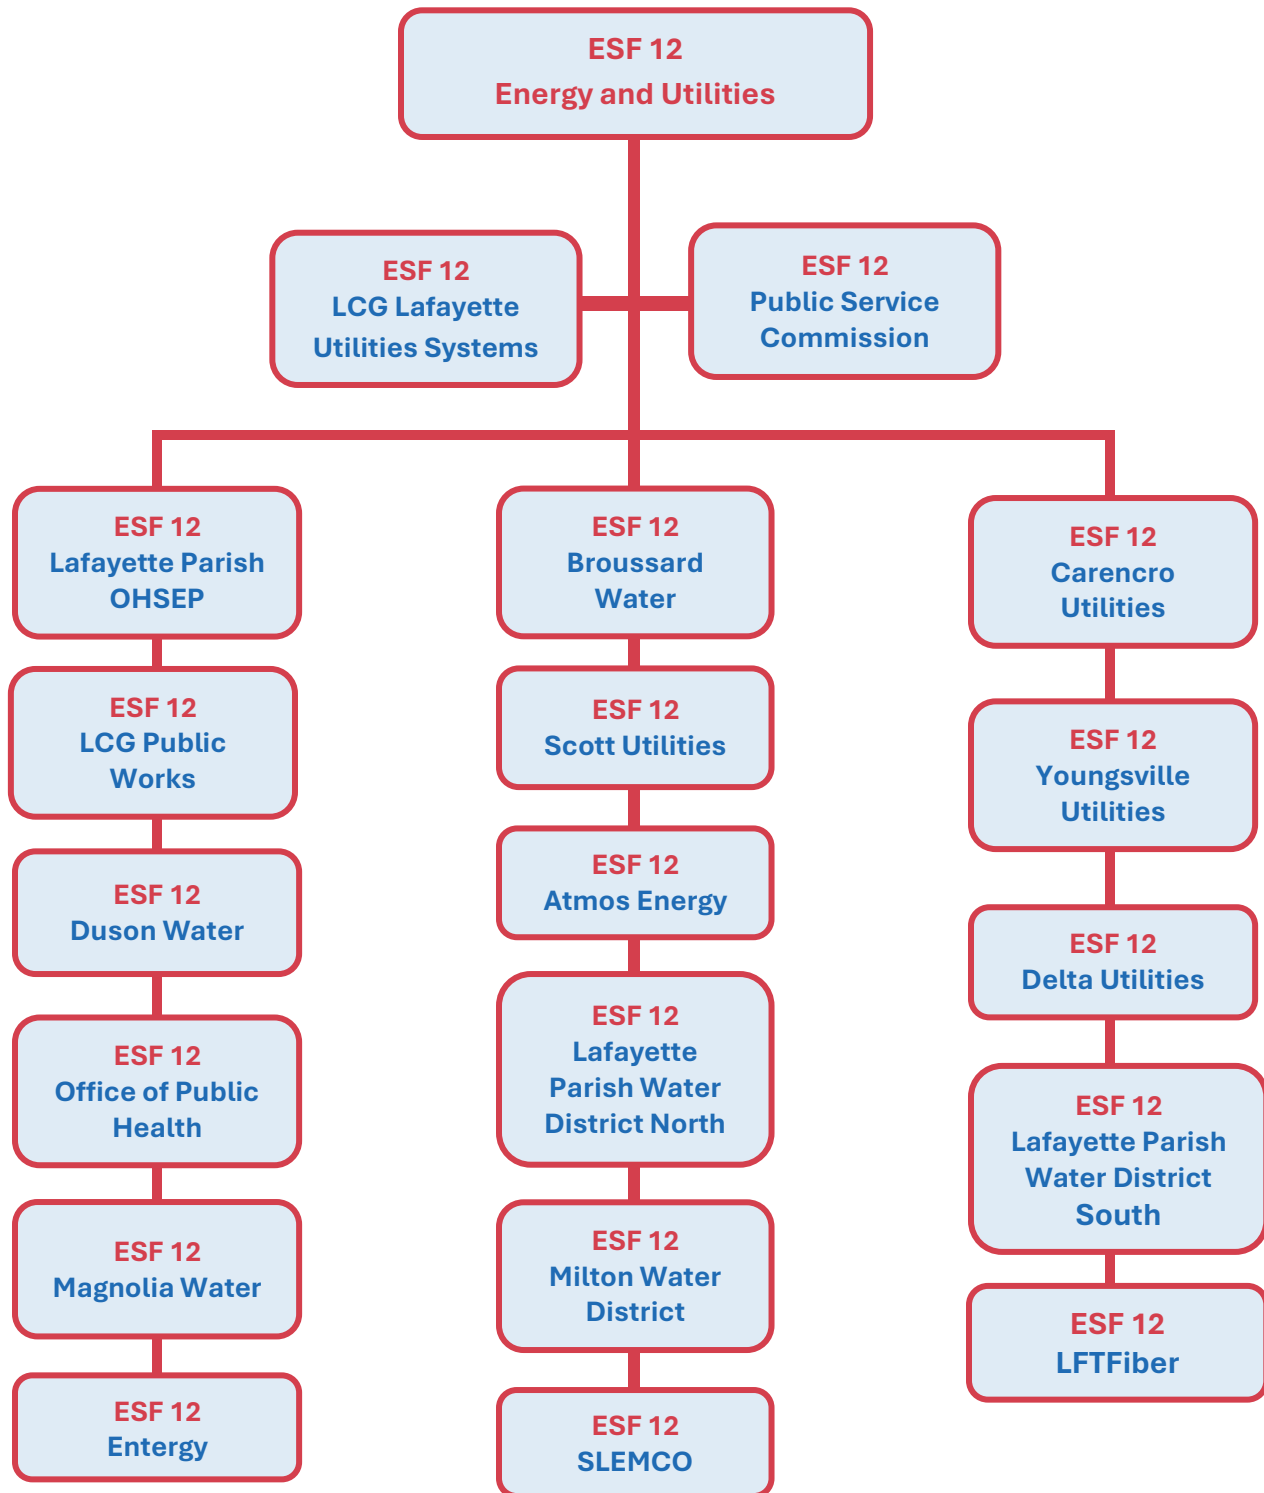 ESF 12
Energy and Utilities
ESF 12
LCG Lafayette
Utilities Systems
ESF 12
Public Service
Commission
ESF 12
Lafayette Parish
OHSEP
ESF 12
LCG Public
Works
ESF 12
Duson Water
ESF 12
Office of Public
Health
ESF 12
Magnolia Water
ESF 12
Entergy
ESF 12
Broussard
Water
ESF 12
Scott Utilities
ESF 12
Atmos Energy
ESF 12
Lafayette
Parish Water
District North
ESF 12
Milton Water
District
ESF 12
SLEMCO
ESF 12
Carencro
Utilities
ESF 12
Youngsville
Utilities
ESF 12
Delta Utilities
ESF 12
Lafayette Parish
Water District
South
ESF 12
LFTFiber